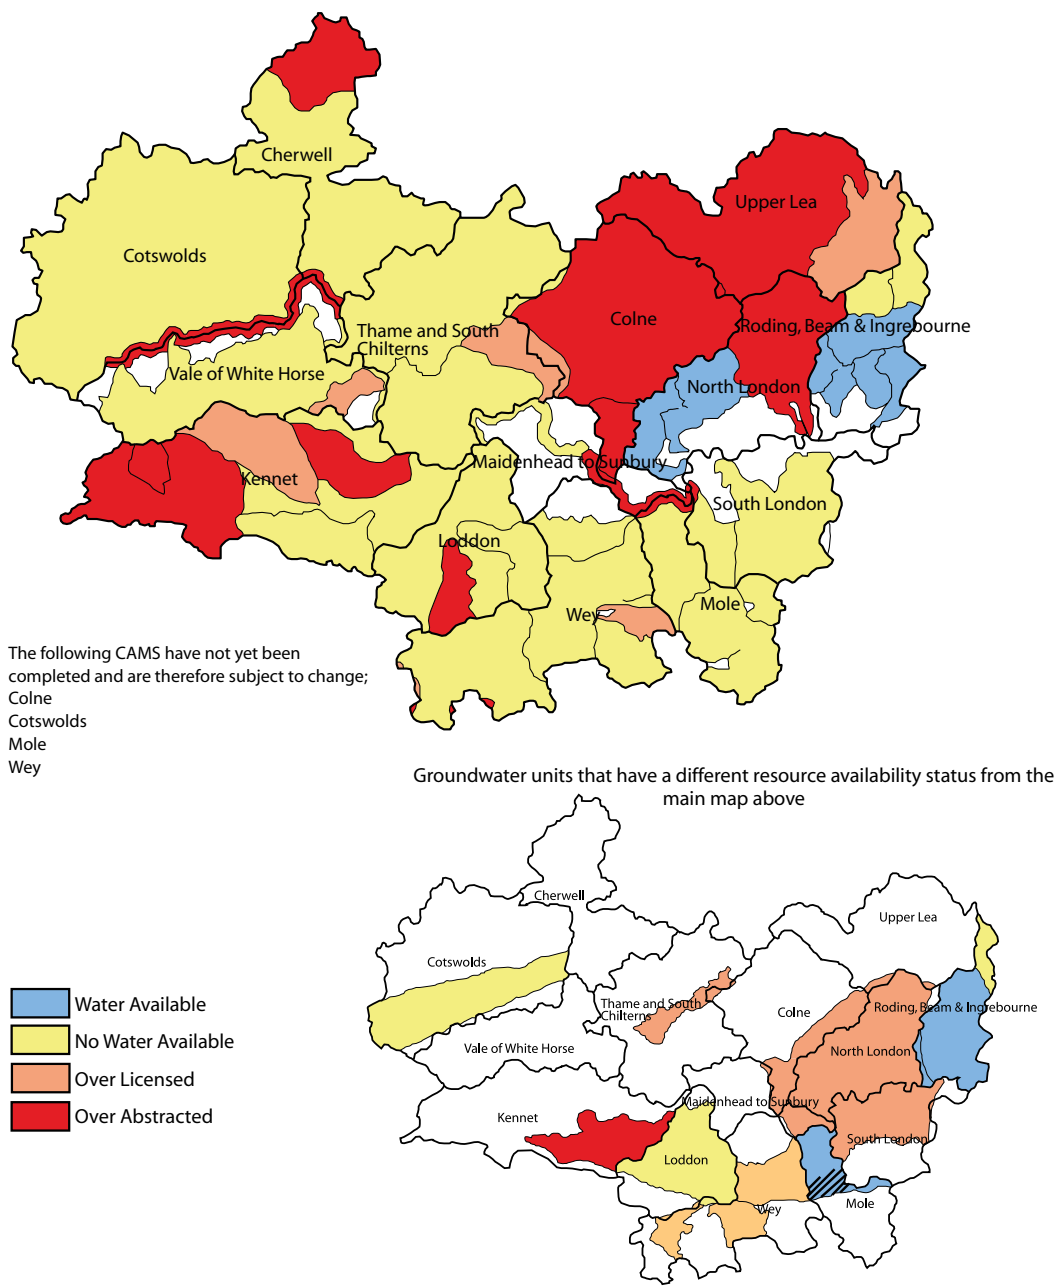 Cherwell
Upper Lea
Cotswolds
Colne
Roding, Beam & Ingrebourne
Thame and South
Chilterns
Vale of White Horse
North London
Maidenhead to Sunbury
Kennet
South London
Loddon
Mole
Wey
The following CAMS have not yet been
completed and are therefore subject to change;
Colne
Cotswolds
Mole
Wey
Groundwater units that have a different resource availability status from the
main map above
Cherwell
Upper Lea
Cotswolds
Thame and South
Chilterns
Colne
Roding, Beam & Ingrebourne
Vale of White Horse
North London
Maidenhead to Sunbury
Kennet
South London
Loddon
Mole
Wey
Water Available
No Water Available
Over Licensed
Over Abstracted